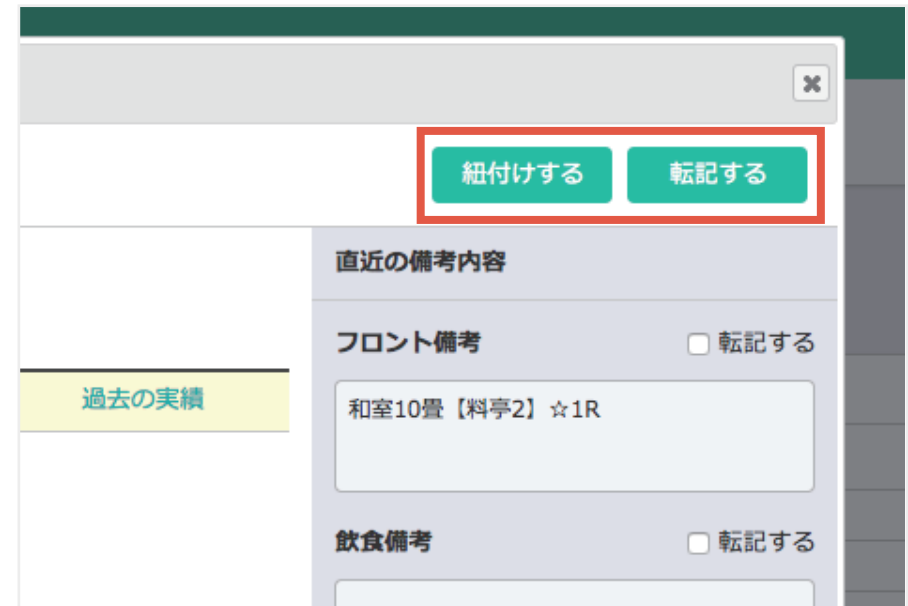 紐付けする 転記する
直近の備考内容
フロント備考 転記する
過去の実績
和室10畳【料亭2】☆1R
飲食備考 転記する